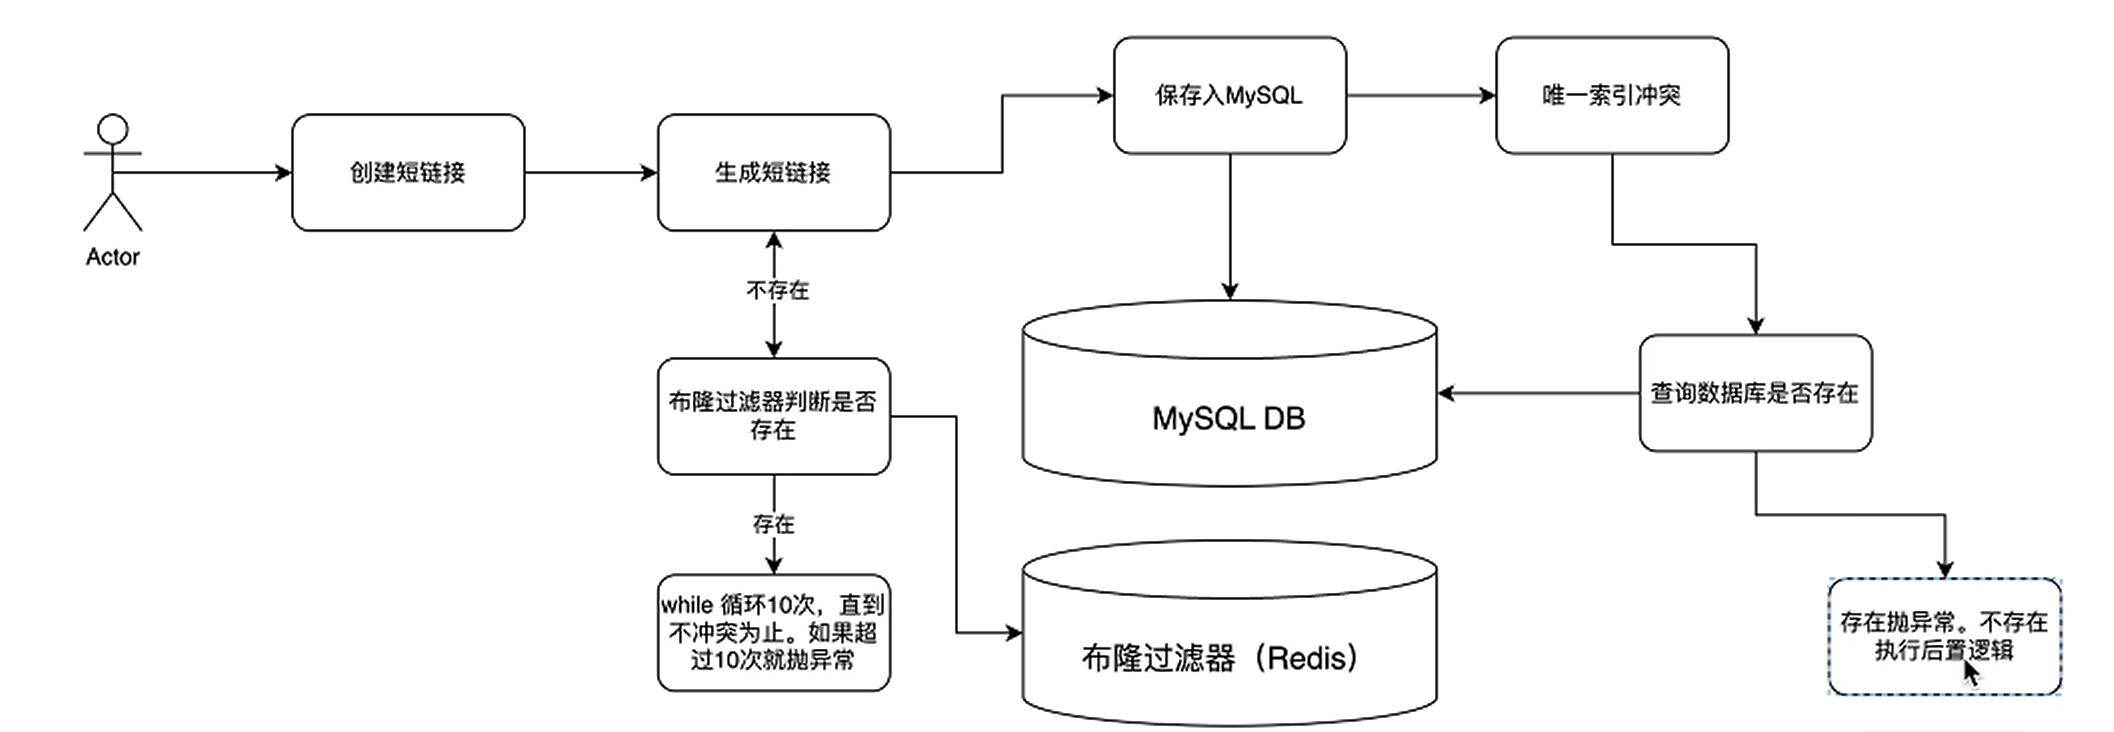 保存入MySQL
唯一索引冲突
创建短链接
生成短链接
Actor
不存在
布隆过滤器判断是否
存在
MySQL DB
查询数据库是否存在
存在
while 循环10次，直到
不冲突为止。如果超
过10次就抛异常
布隆过滤器（Redis）
存在抛异常。不存在
执行后置逻辑